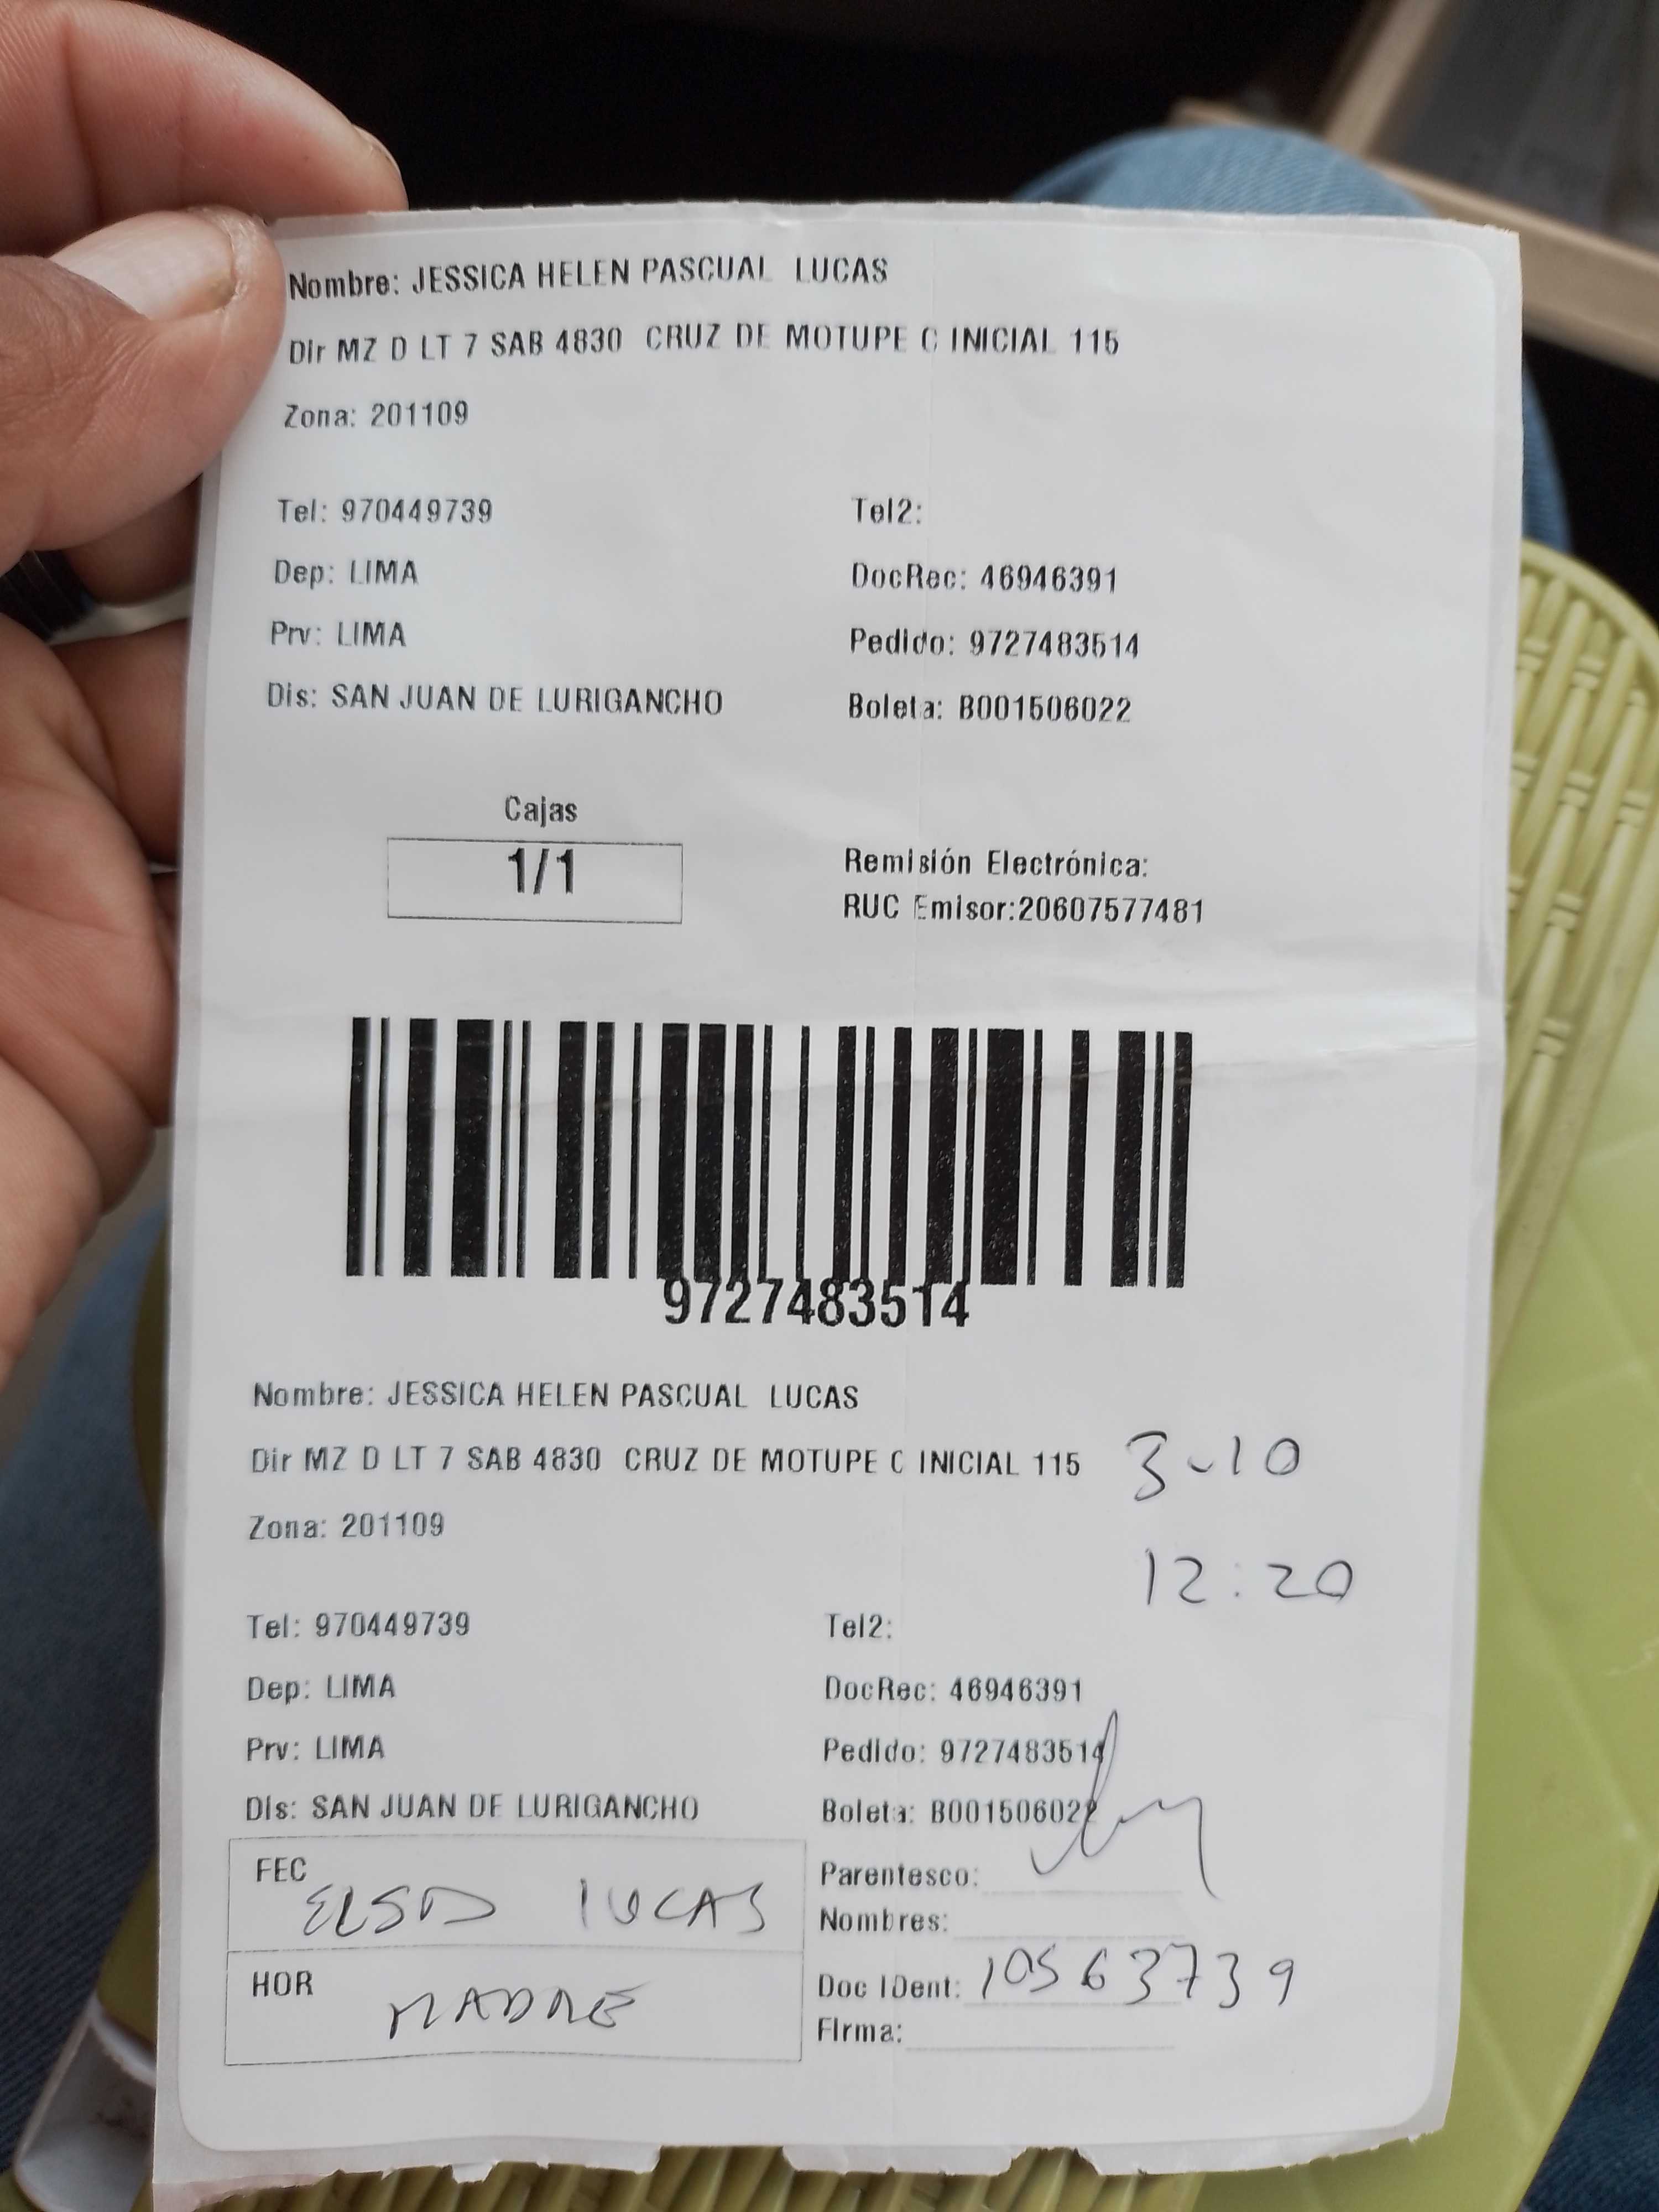 Nombre: JESSICA HELEN PASCUAL LUCAS
Dir MZ D LT 7 SAB 4830 CRUZ DE MOTUPE C INICIAL 115
Zona: 201109
Tel: 970449739 Tel2:
Dep: LIMA DocRec: 46946391
Prv: LIMA Pedido: 9727483514
Dis: SAN JUAN DE LURIGANCHO Boleta: B001506022
Cajas
1/1
Remisión Electrónica:
RUC Emisor:20607577481
9727483514
Nombre: JESSICA HELEN PASCUAL LUCAS
Dir MZ D LT 7 SAB 4830 CRUZ DE MOTUPE C INICIAL 115 3-10
Zona: 201109
12:20
Tel: 970449739 Tel2:
Dep: LIMA DocRec: 46946391
Prv: LIMA Pedido: 9727483514
Dis: SAN JUAN DE LURIGANCHO Boleta: B001506022
FEC LUCAS Parentesco:
Nombres:
HOR MADRE Doc IDent: 10563739
Firma: